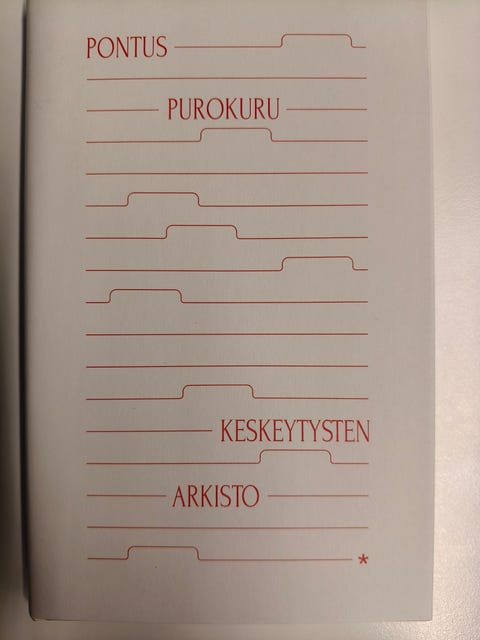 PONTUS
PUROKURU
KESKEYTYSTEN
ARKISTO
*